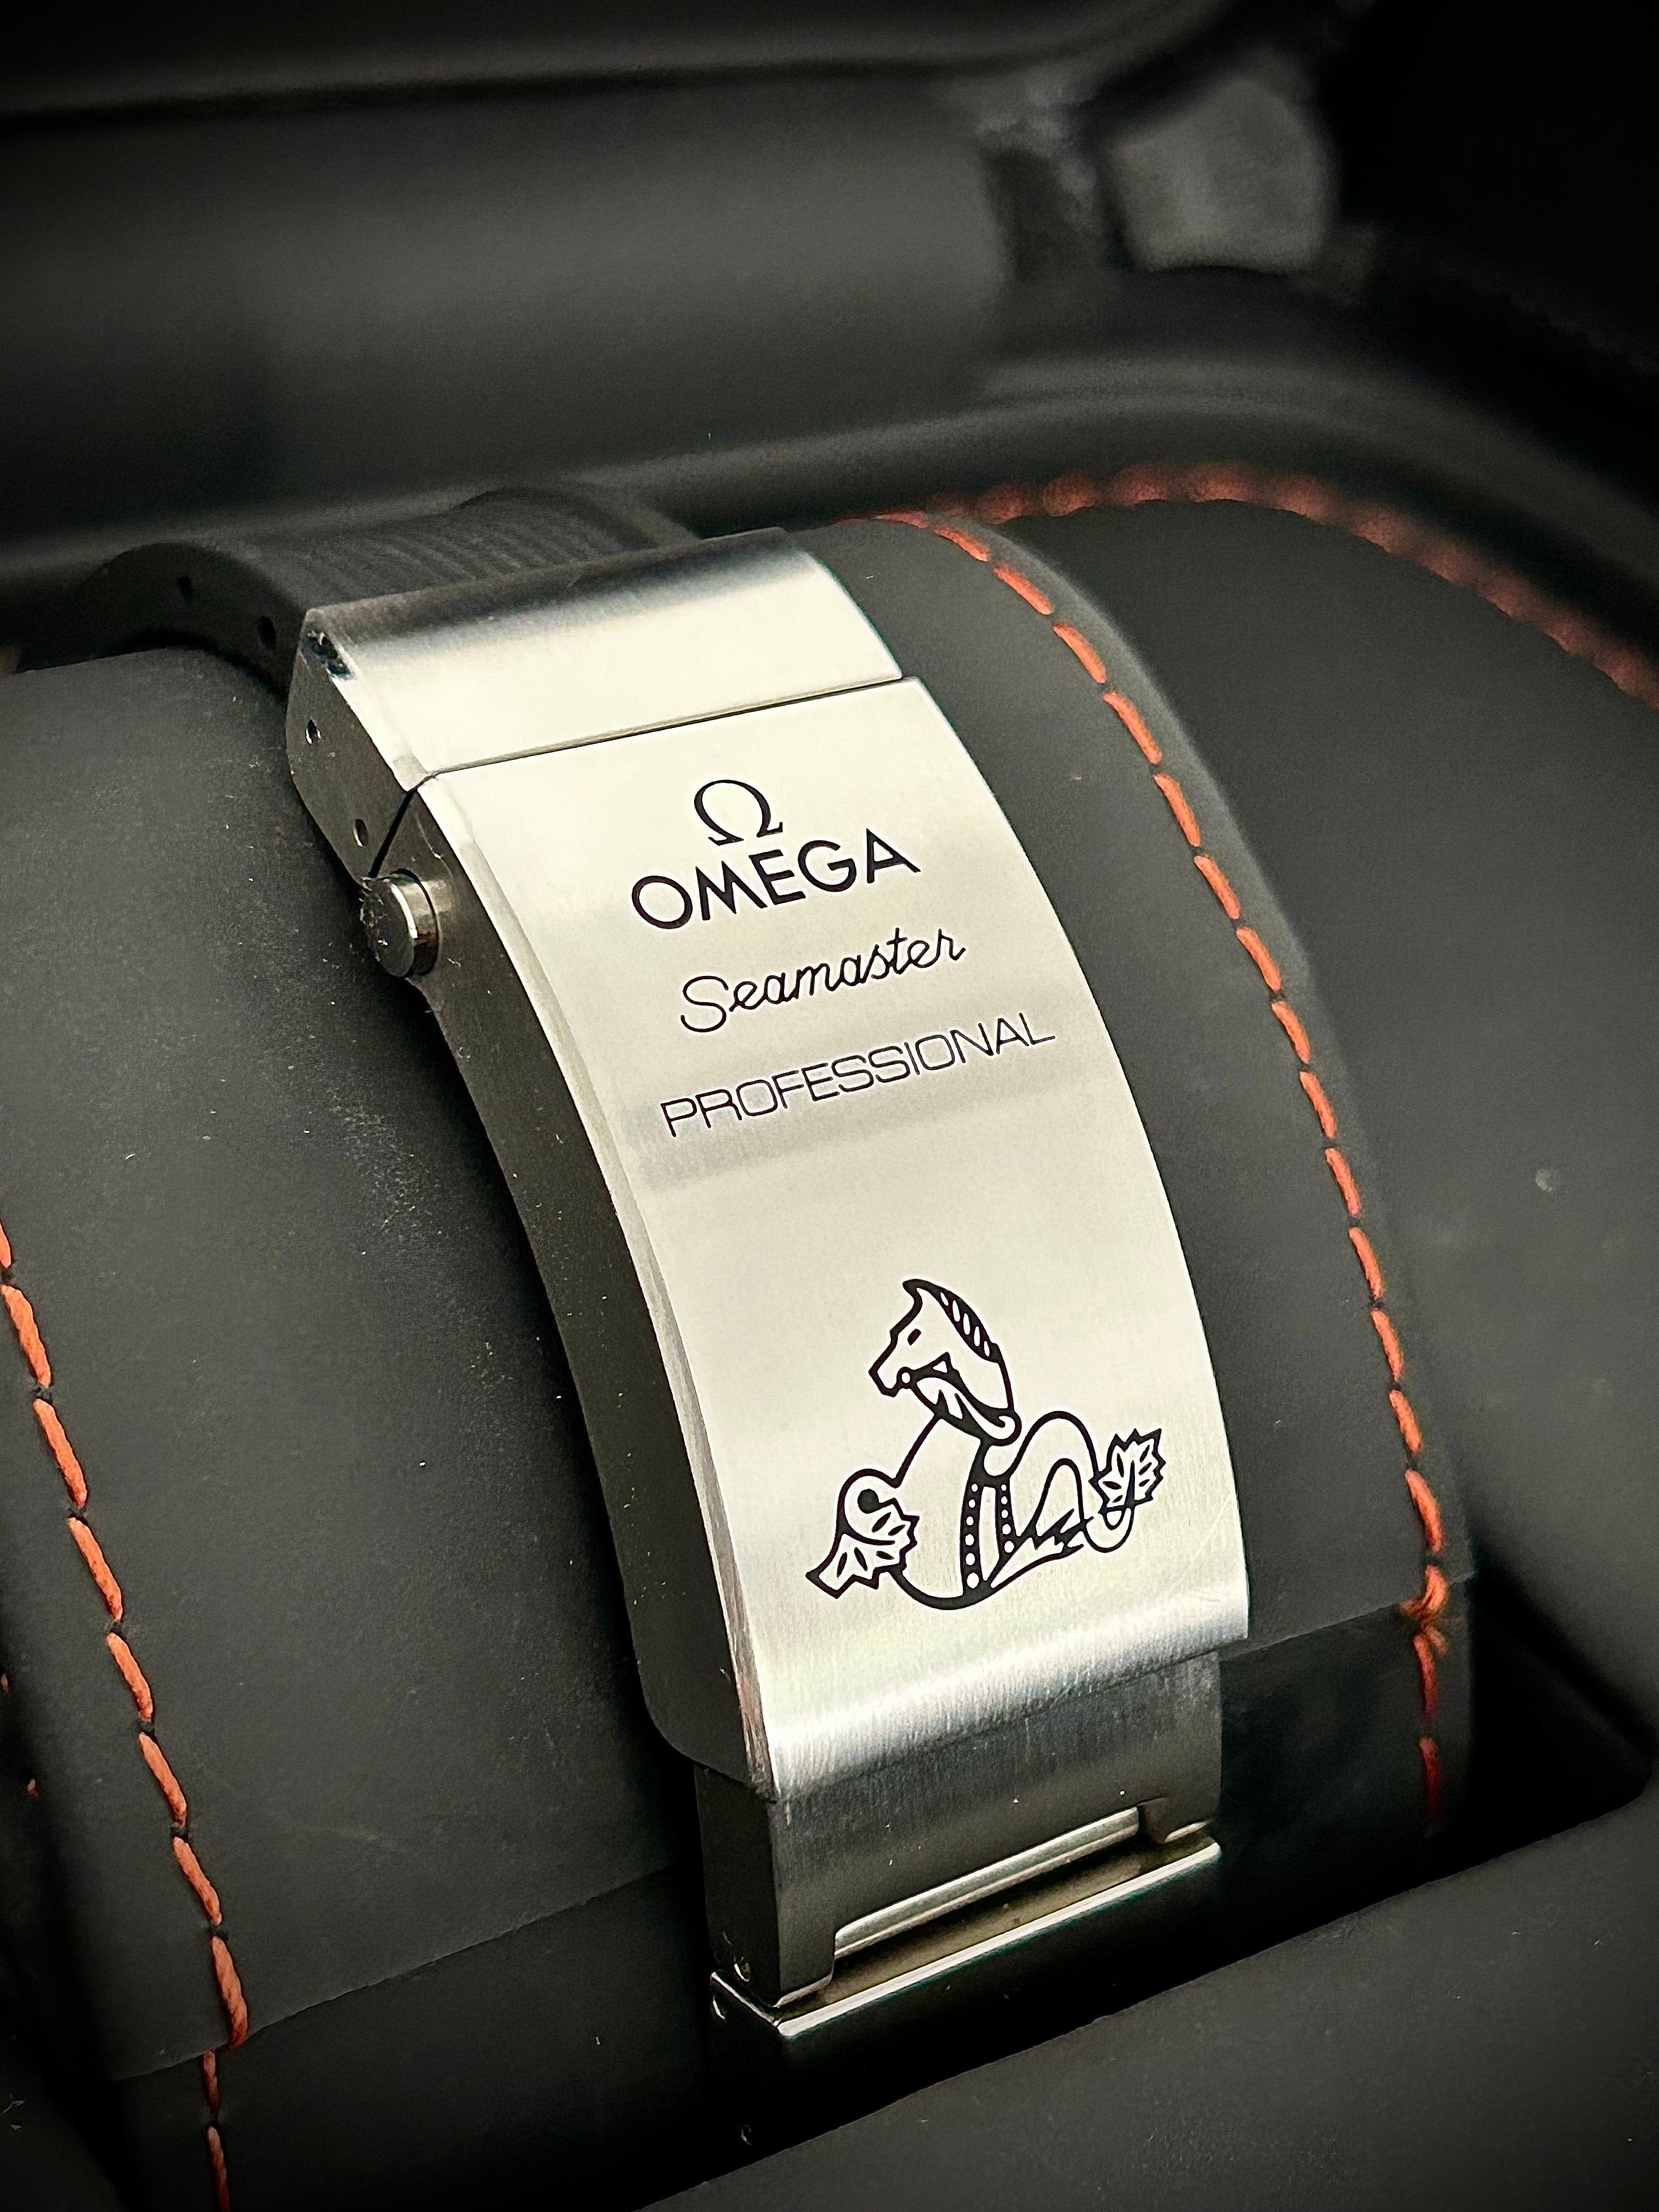 Ω
OMEGA
Seamaster
PROFESSIONAL